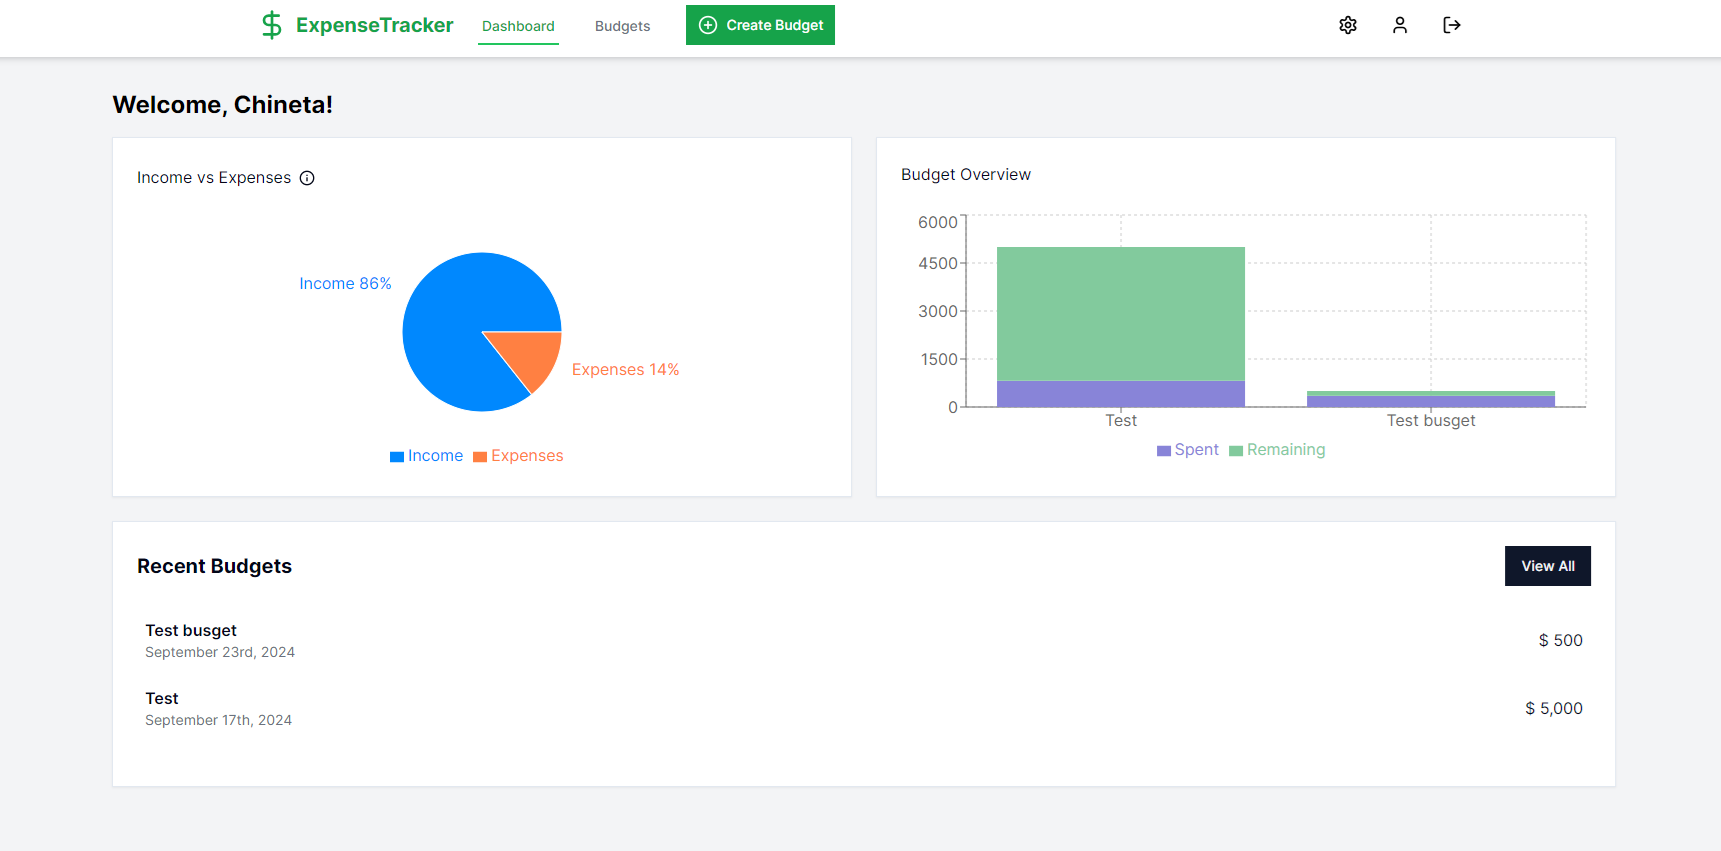 ExpenseTracker Dashboard Budgets Create Budget
Welcome, Chineta!
Income vs Expenses
Income 86%
Expenses 14%
Income Expenses
Budget Overview
6000
4500
3000
1500
0
Test Test busget
Spent Remaining
Recent Budgets View All
Test busget
September 23rd, 2024
$ 500
Test
September 17th, 2024
$ 5,000